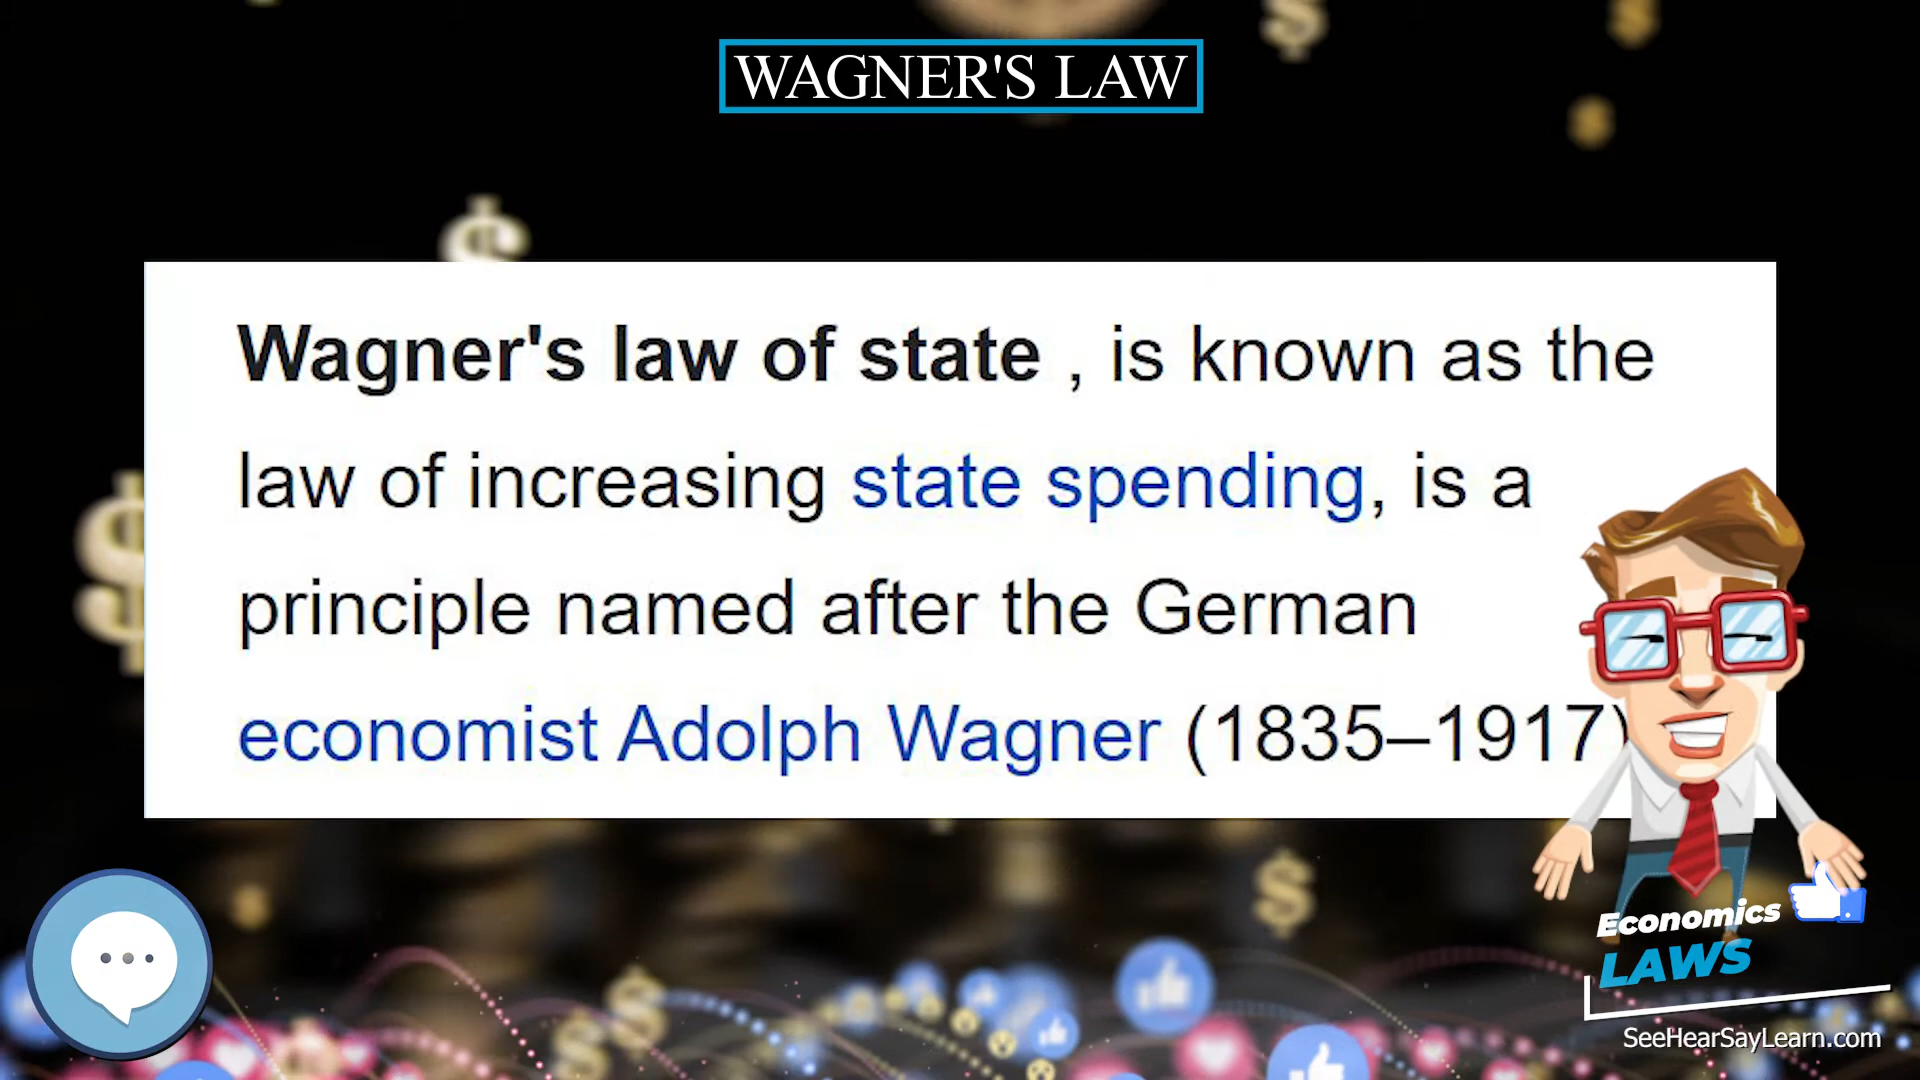 WAGNER'S LAW
Wagner's law of state , is known as the
law of increasing state spending, is a
principle named after the German
economist Adolph Wagner (1835–1917)
Economics
LAWS
SeeHearSayLearn.com